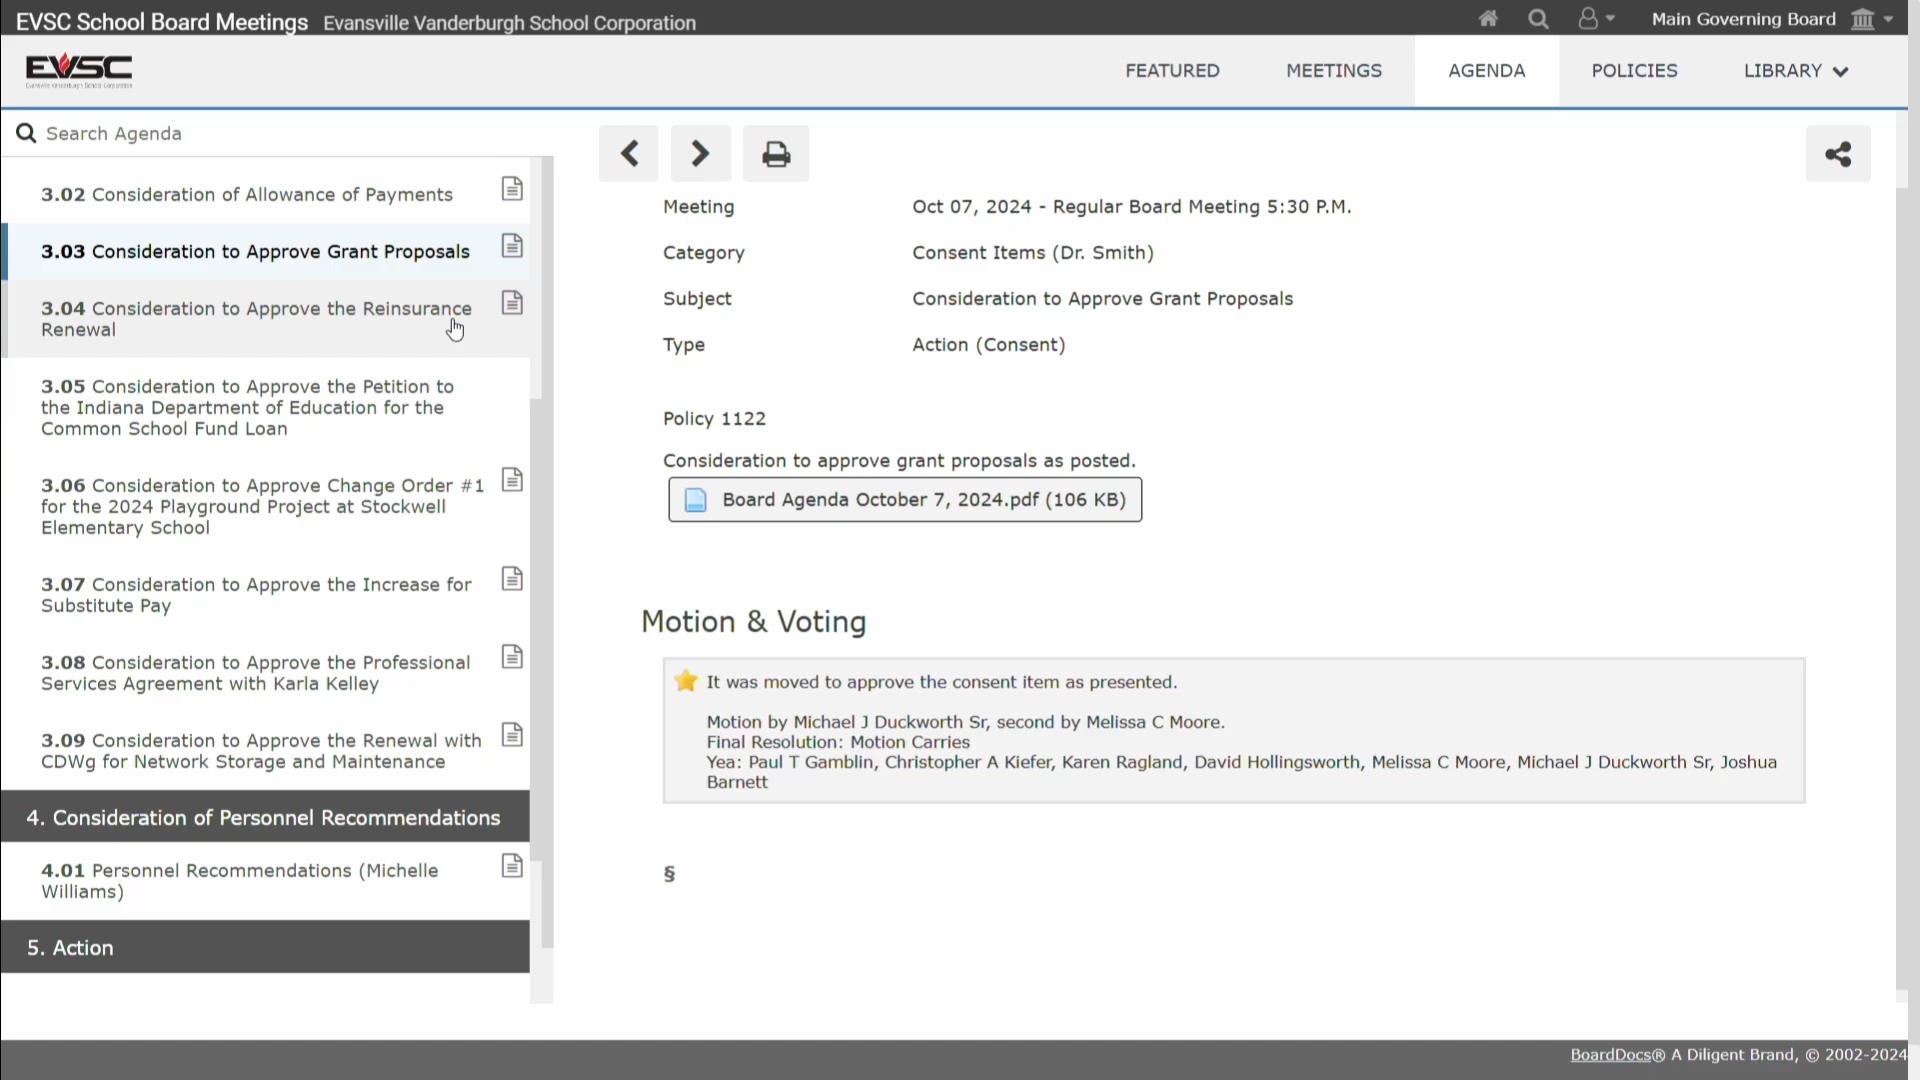 EVSC School Board Meetings Evansville Vanderburgh School Corporation
Main Governing Board
EVSC
Evansville Vanderburgh School Corporation
FEATURED MEETINGS AGENDA POLICIES LIBRARY
Search Agenda
3.02 Consideration of Allowance of Payments
3.03 Consideration to Approve Grant Proposals
3.04 Consideration to Approve the Reinsurance
Renewal
3.05 Consideration to Approve the Petition to
the Indiana Department of Education for the
Common School Fund Loan
3.06 Consideration to Approve Change Order #1
for the 2024 Playground Project at Stockwell
Elementary School
3.07 Consideration to Approve the Increase for
Substitute Pay
3.08 Consideration to Approve the Professional
Services Agreement with Karla Kelley
3.09 Consideration to Approve the Renewal with
CDWg for Network Storage and Maintenance
4. Consideration of Personnel Recommendations
4.01 Personnel Recommendations (Michelle
Williams)
5. Action
Meeting Oct 07, 2024 - Regular Board Meeting 5:30 P.M.
Category Consent Items (Dr. Smith)
Subject Consideration to Approve Grant Proposals
Type Action (Consent)
Policy 1122
Consideration to approve grant proposals as posted.
Board Agenda October 7, 2024.pdf (106 KB)
Motion & Voting
It was moved to approve the consent item as presented.
Motion by Michael J Duckworth Sr, second by Melissa C Moore.
Final Resolution: Motion Carries
Yea: Paul T Gamblin, Christopher A Kiefer, Karen Ragland, David Hollingsworth, Melissa C Moore, Michael J Duckworth Sr, Joshua
Barnett
§
BoardDocs® A Diligent Brand, © 2002-2024